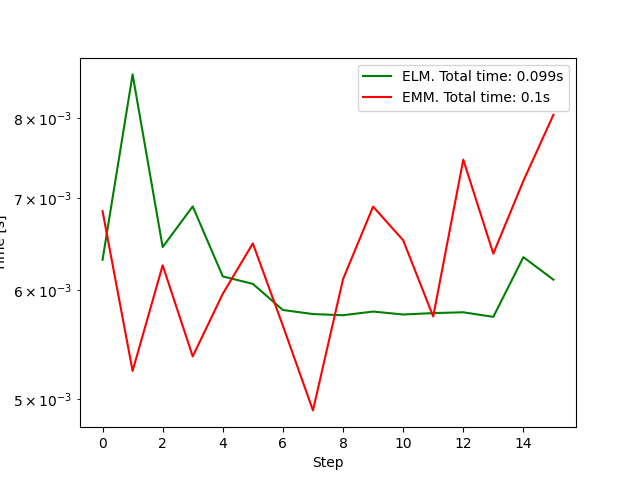 ELM. Total time: 0.099s
EMM. Total time: 0.1s
8 × 10⁻³
7 × 10⁻³
6 × 10⁻³
5 × 10⁻³
Time [s]
0 2 4 6 8 10 12 14
Step